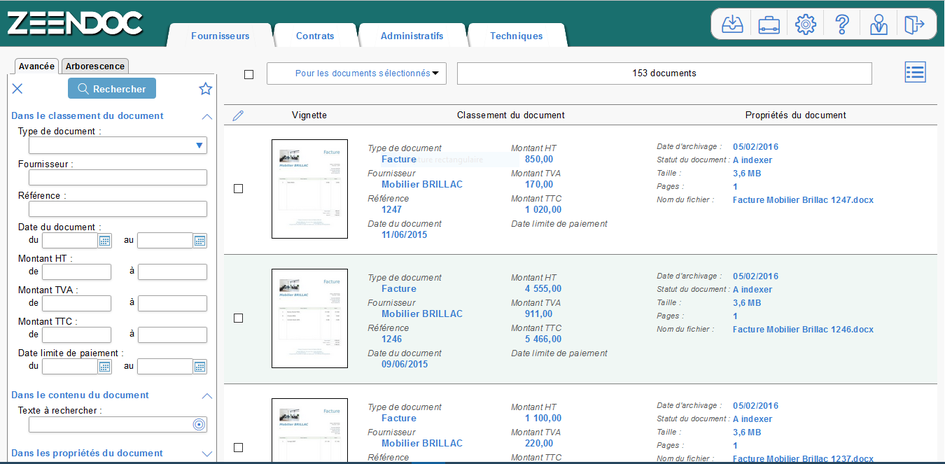 ZEENDOC
Fournisseurs Contrats Administratifs Techniques
Avancée Arborescence
Rechercher
Pour les documents sélectionnés
153 documents
Dans le classement du document
Type de document :
Fournisseur :
Référence :
Date du document :
du au
Montant HT :
de à
Montant TVA :
de à
Montant TTC :
de à
Date limite de paiement :
du au
Dans le contenu du document
Texte à rechercher :
Dans les propriétés du document
Vignette Classement du document Propriétés du document
Facture
Mobilier BRILLAC
Type de document Montant HT
Facture 850,00
Fournisseur Montant TVA
Mobilier BRILLAC 170,00
Référence Montant TTC
1247 1 020,00
Date du document Date limite de paiement
11/06/2015
Date d'archivage : 05/02/2016
Statut du document : A indexer
Taille : 3,6 MB
Pages : 1
Nom du fichier : Facture Mobilier Brillac 1247.docx
Facture
Mobilier BRILLAC
Type de document Montant HT
Facture 4 555,00
Fournisseur Montant TVA
Mobilier BRILLAC 911,00
Référence Montant TTC
1246 5 466,00
Date du document Date limite de paiement
09/06/2015
Date d'archivage : 05/02/2016
Statut du document : A indexer
Taille : 3,6 MB
Pages : 1
Nom du fichier : Facture Mobilier Brillac 1246.docx
Facture
Mobilier BRILLAC
Type de document Montant HT
Facture 1 100,00
Fournisseur Montant TVA
Mobilier BRILLAC 220,00
Référence Montant TTC
Date d'archivage : 05/02/2016
Statut du document : A indexer
Taille : 3,6 MB
Pages : 1
Nom du fichier : Facture Mobilier Brillac 1237.docx